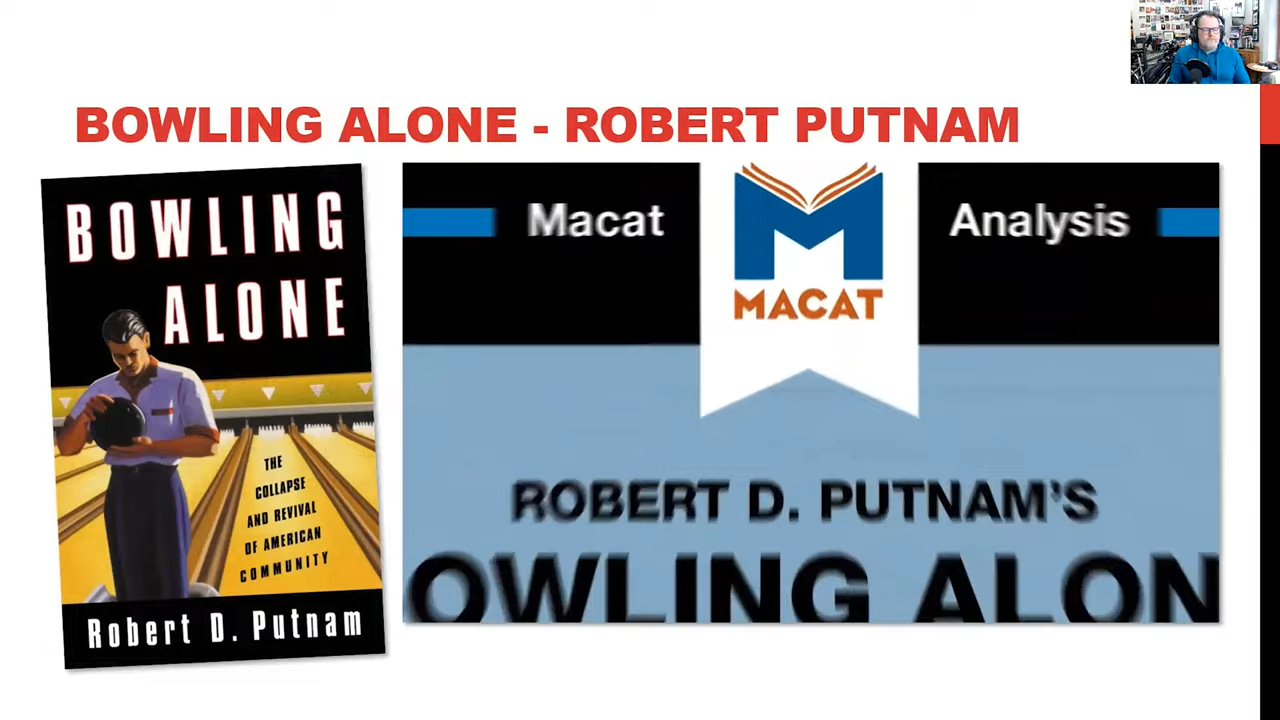 BOWLING ALONE - ROBERT PUTNAM
BOWLING
ALONE
THE
COLLAPSE
AND REVIVAL
OF AMERICAN
COMMUNITY
Robert D. Putnam
Macat
Analysis
MACAT
ROBERT D. PUTNAM'S
OWLING ALON